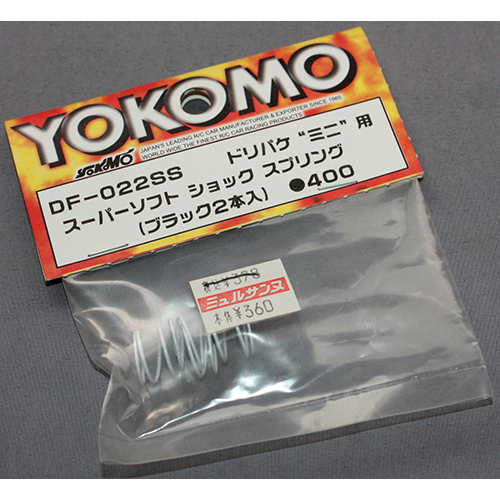 YOKOMO
YOKOMO
JAPAN'S LEADING R/C CAR MANUFACTURER & EXPORTER SINCE 1965
WORLD WIDE THE FINEST R/C CAR RACING PRODUCTS
DF-022SS ドリパケ "ミニ" 用
スーパーソフト ショック スプリング
(ブラック2本入) ●400
¥378
ミュルサンヌ
本体¥360